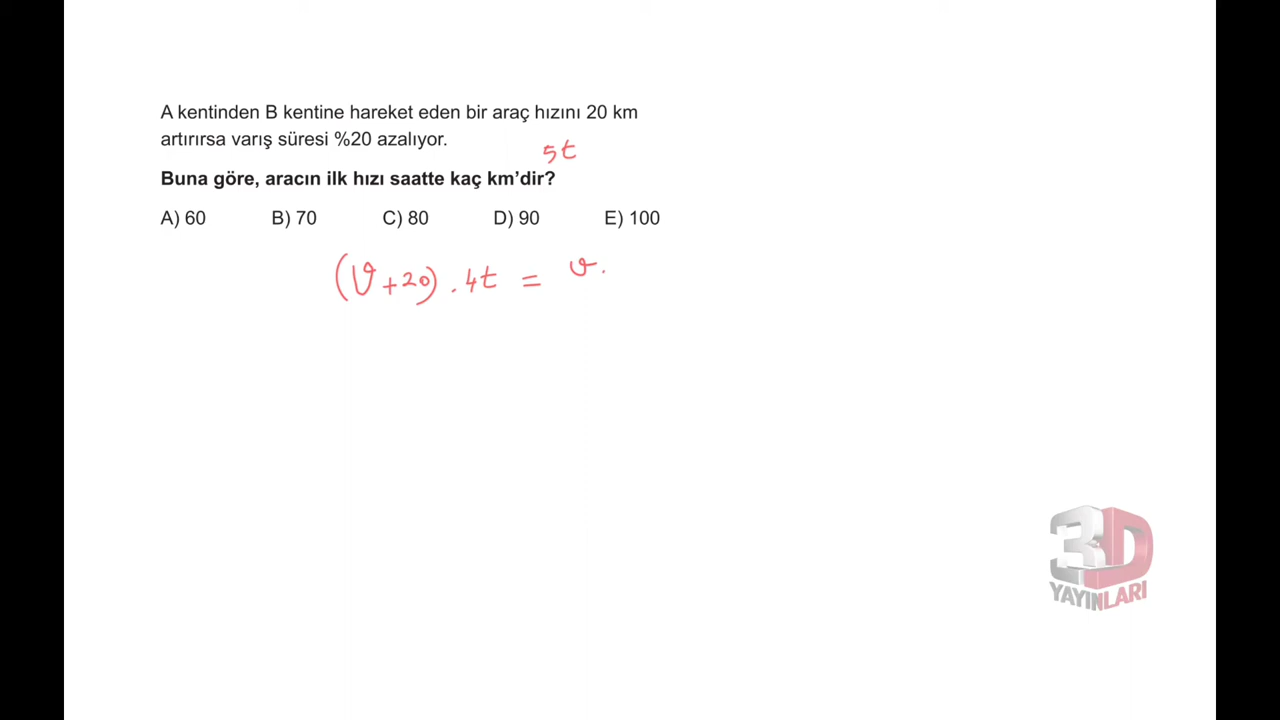 A kentinden B kentine hareket eden bir araç hızını 20 km
artırırsa varış süresi %20 azalıyor.
5t
Buna göre, aracın ilk hızı saatte kaç km'dir?
A) 60 B) 70 C) 80 D) 90 E) 100
(V+20).4t = v.
3D
YAYINLARI